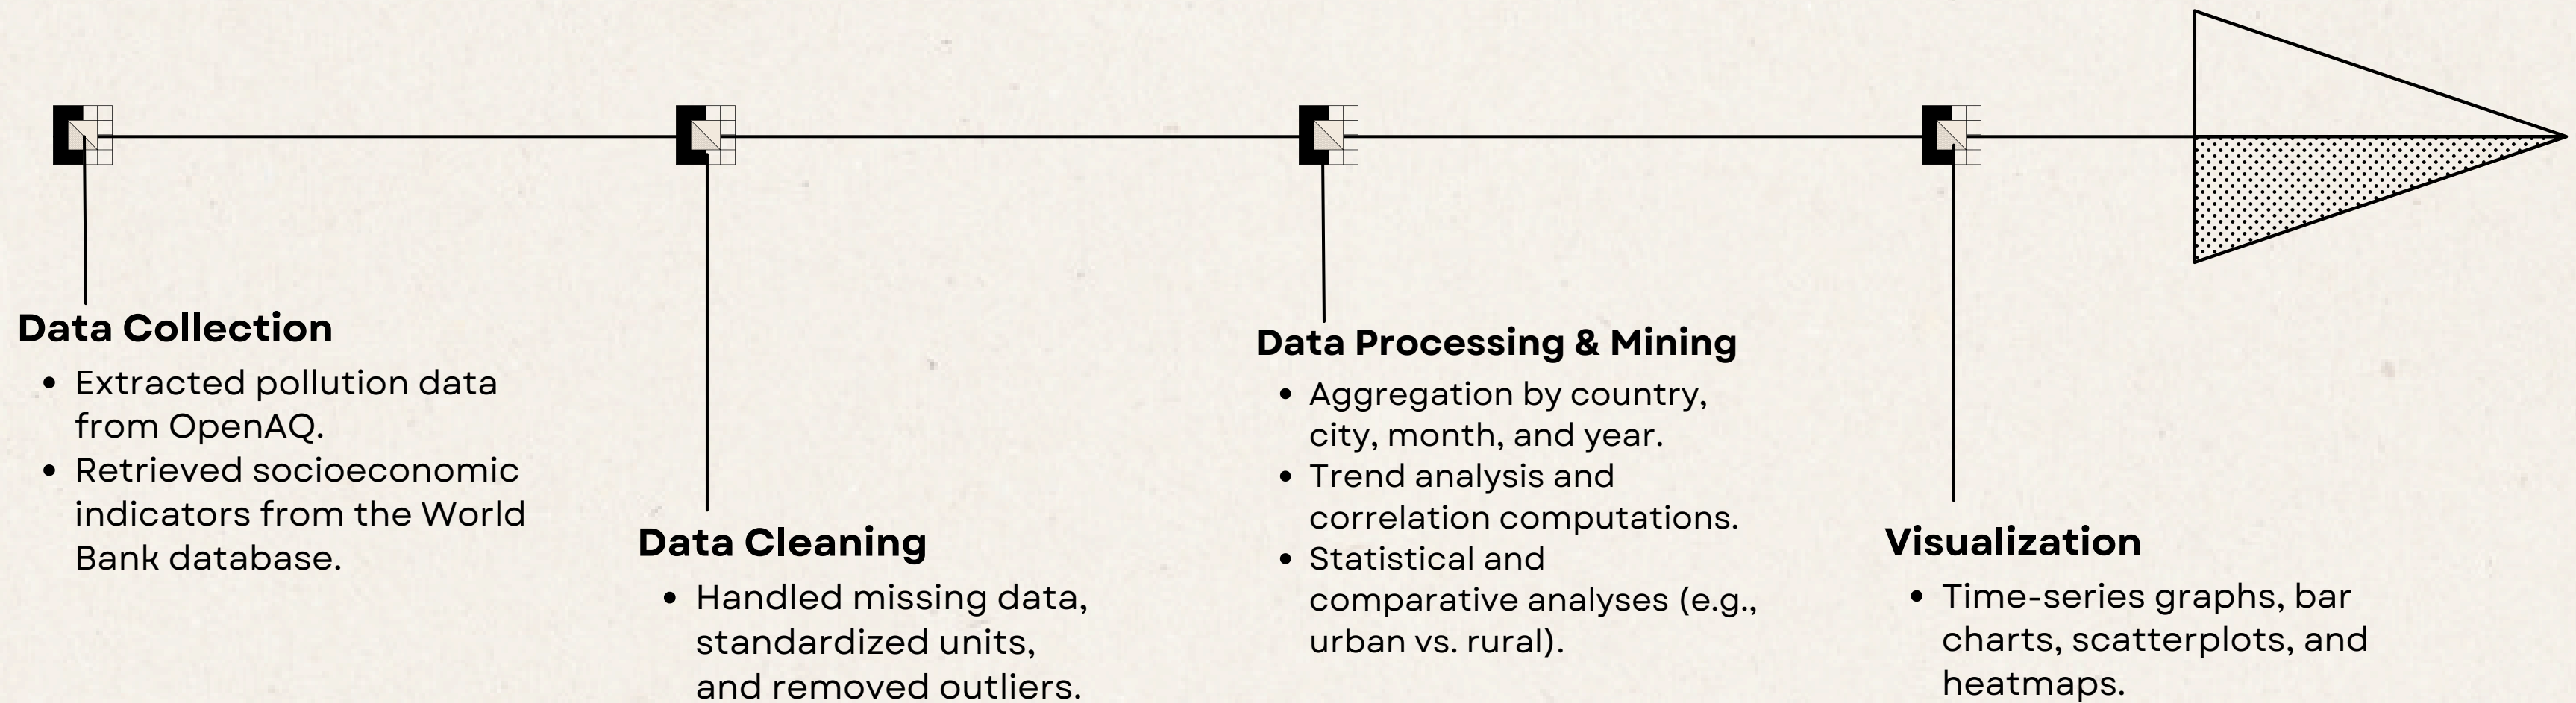 Data Collection
• Extracted pollution data
from OpenAQ.
• Retrieved socioeconomic
indicators from the World
Bank database.
Data Cleaning
• Handled missing data,
standardized units,
and removed outliers.
Data Processing & Mining
• Aggregation by country,
city, month, and year.
• Trend analysis and
correlation computations.
• Statistical and
comparative analyses (e.g.,
urban vs. rural).
Visualization
• Time-series graphs, bar
charts, scatterplots, and
heatmaps.